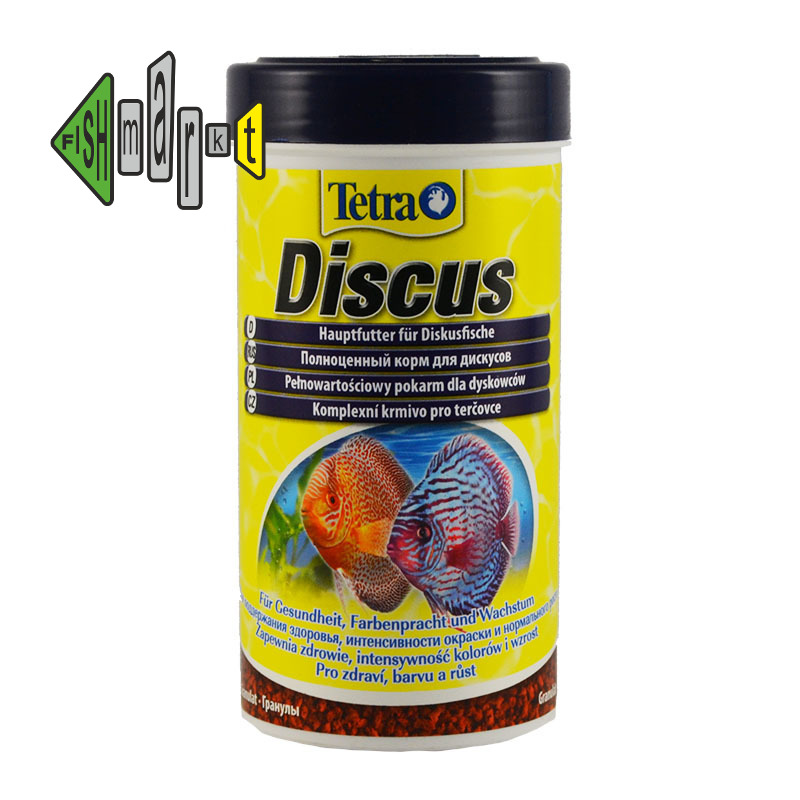 FISHmarkt
Tetra
Discus
D Hauptfutter für Diskusfische
RUS Полноценный корм для дискусов
PL Pełnowartościowy pokarm dla dyskowców
CZ Komplexní krmivo pro terčovce
Für Gesundheit, Farbenpracht und Wachstum
здоровья, интенсивности окраски и нормального
Zapewnia zdrowie, intensywność kolorów i wzrost
Pro zdraví, barvu a růst
Гранулы